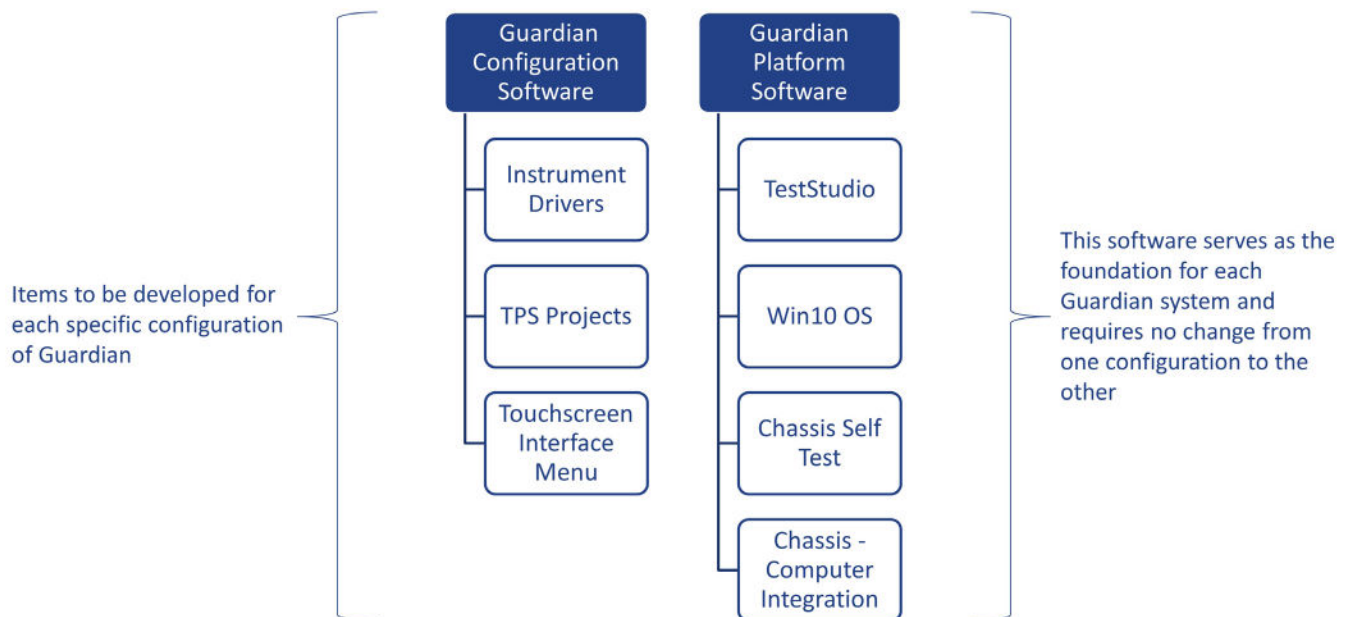 Items to be developed for
each specific configuration
of Guardian
Guardian
Configuration
Software
Instrument
Drivers
TPS Projects
Touchscreen
Interface
Menu
Guardian
Platform
Software
TestStudio
Win10 OS
Chassis Self
Test
Chassis -
Computer
Integration
This software serves as the
foundation for each
Guardian system and
requires no change from
one configuration to the
other